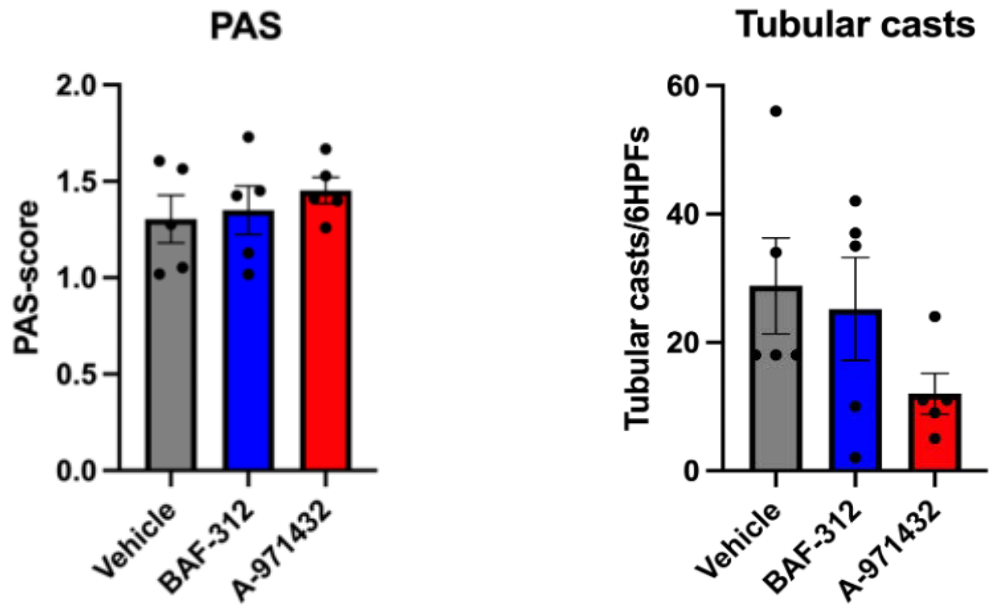 PAS
PAS-score
2.0
1.5
1.0
0.5
0.0
Vehicle
BAF-312
A-971432
Tubular casts
Tubular casts/6HPFs
60
40
20
0
Vehicle
BAF-312
A-971432